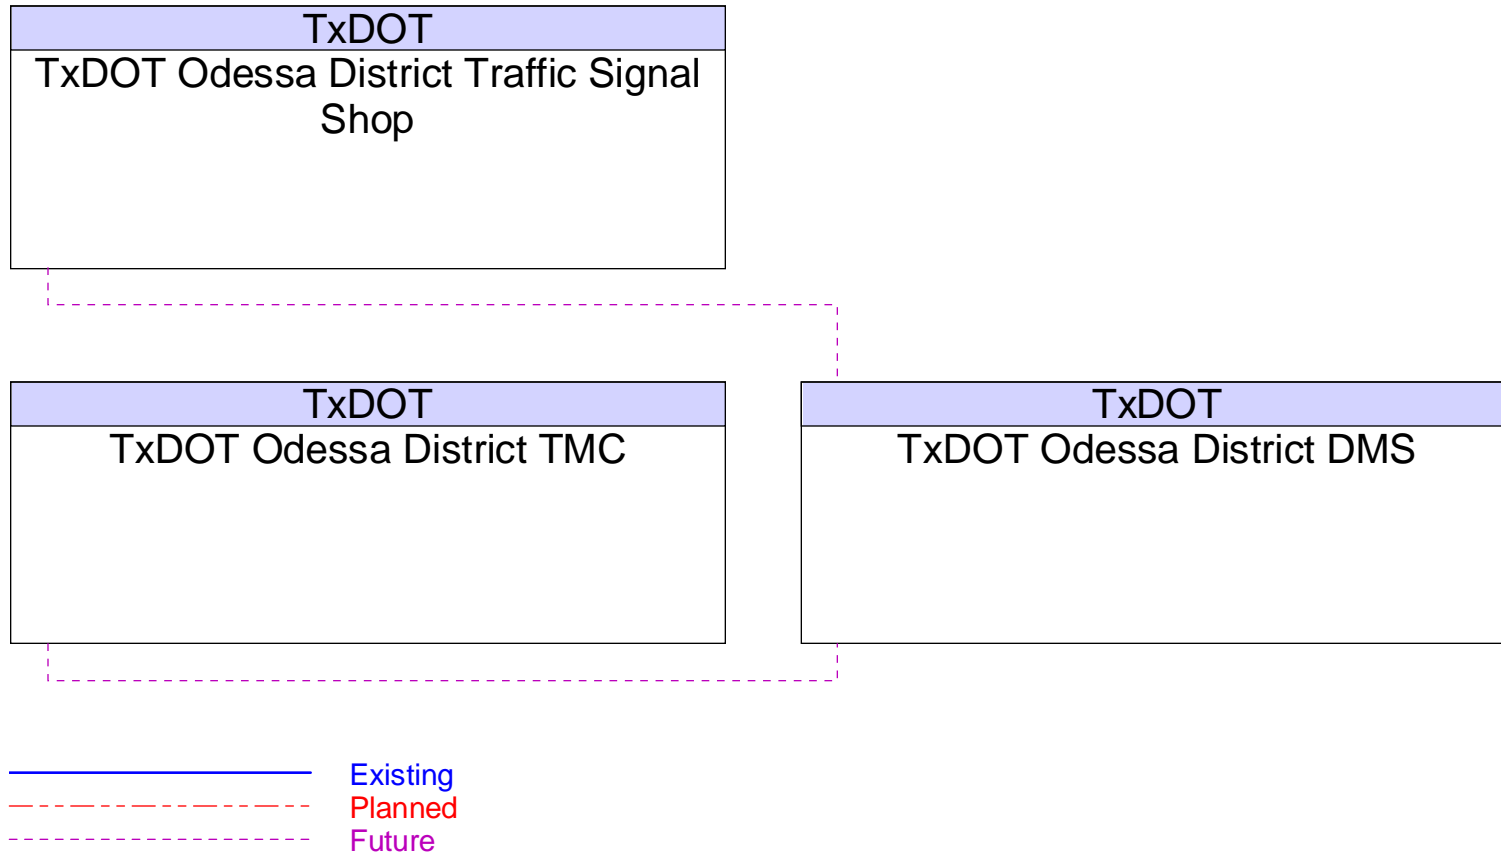 TxDOT
TxDOT Odessa District Traffic Signal
Shop
TxDOT
TxDOT Odessa District TMC
TxDOT
TxDOT Odessa District DMS
Existing
Planned
Future